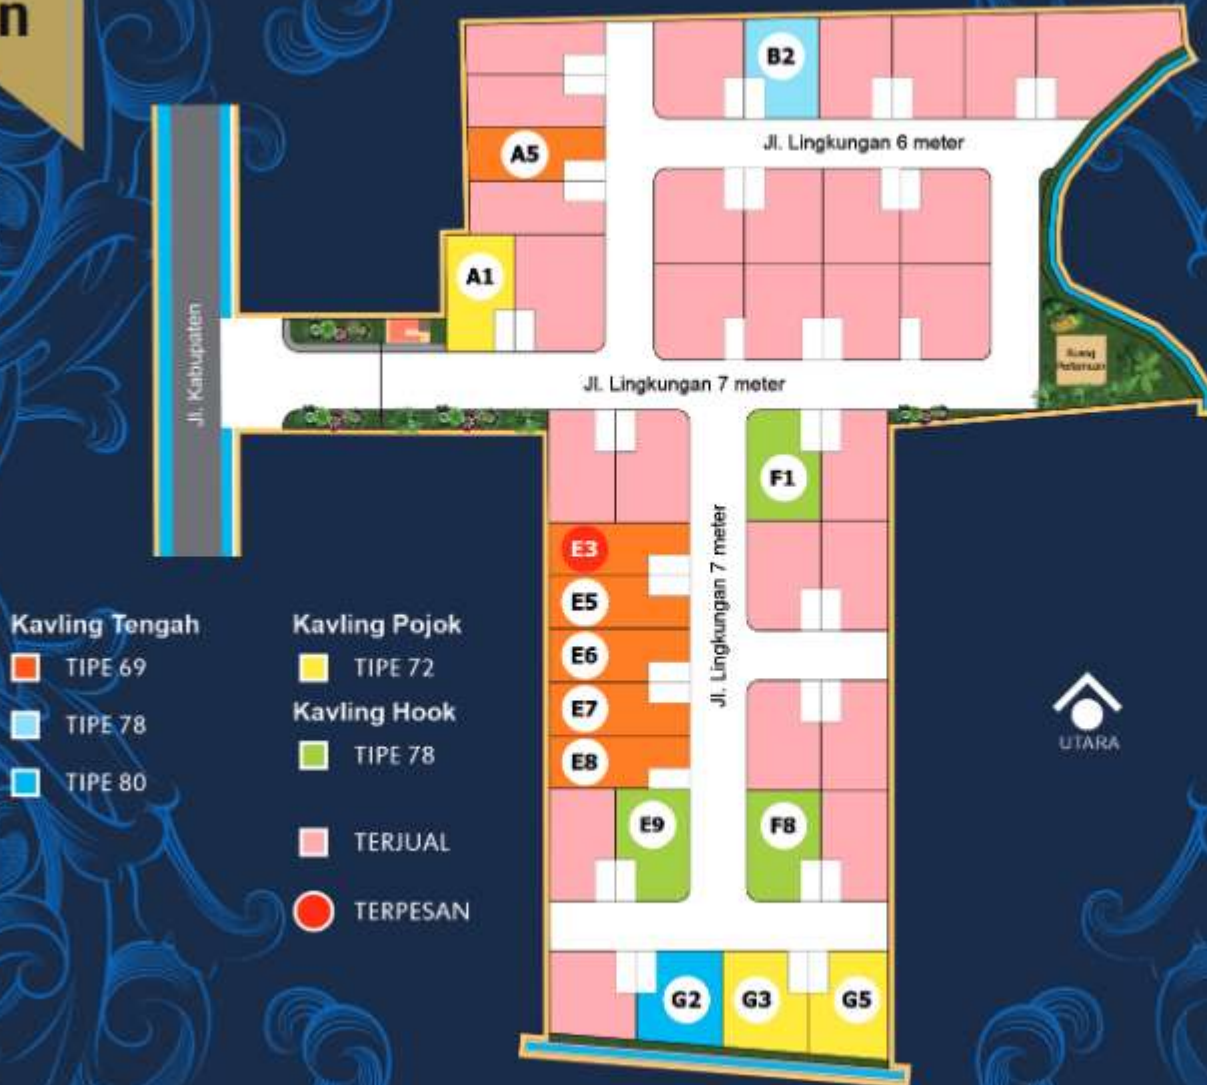 n
B2
Jl. Lingkungan 6 meter
A5
A1
Jl. Kabupaten
Ruang
Pertemuan
Jl. Lingkungan 7 meter
F1
Jl. Lingkungan 7 meter
E3
E5
E6
E7
E8
E9
F8
G2
G3
G5
Kavling Tengah
TIPE 69
TIPE 78
TIPE 80
Kavling Pojok
TIPE 72
Kavling Hook
TIPE 78
TERJUAL
TERPESAN
UTARA